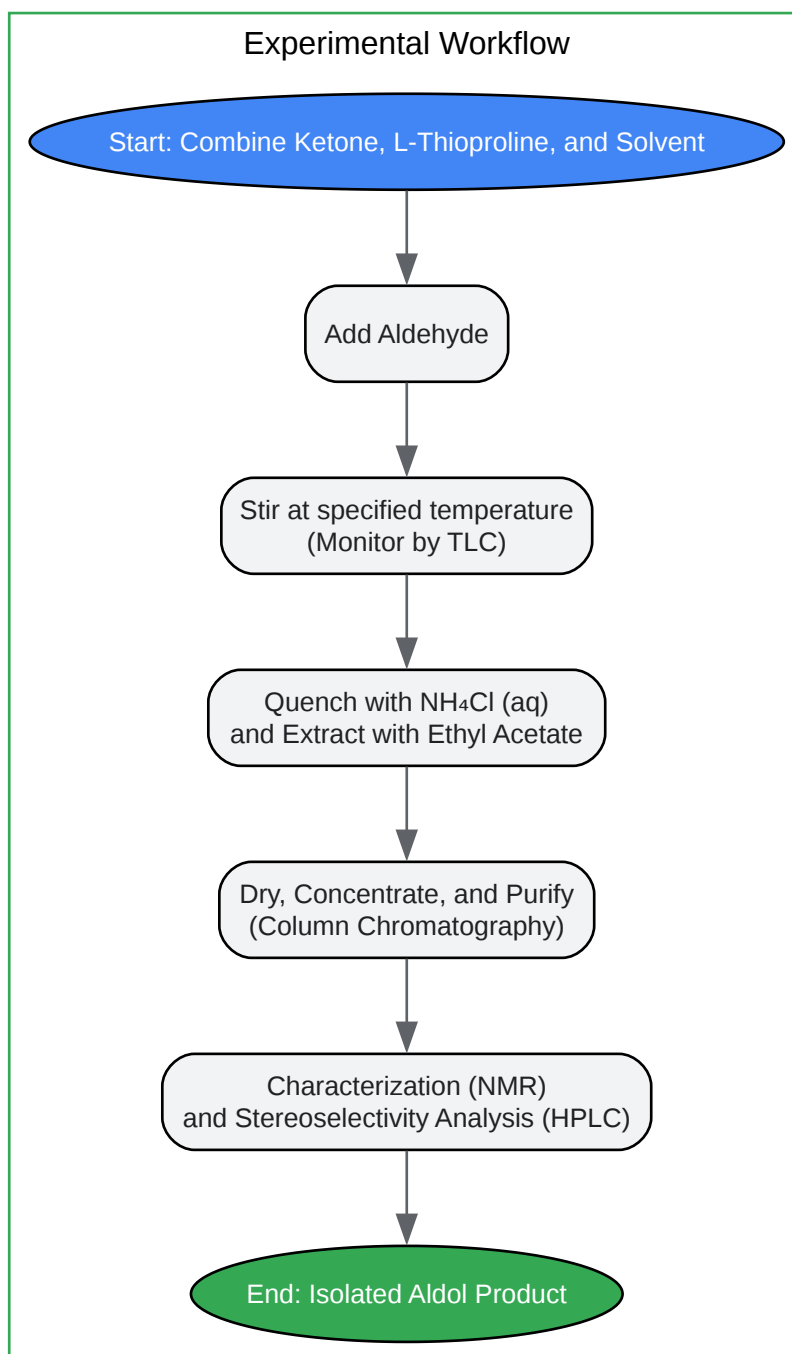 Experimental Workflow
Start: Combine Ketone, L-Thioproline, and Solvent
Add Aldehyde
Stir at specified temperature
(Monitor by TLC)
Quench with NH₄Cl (aq)
and Extract with Ethyl Acetate
Dry, Concentrate, and Purify
(Column Chromatography)
Characterization (NMR)
and Stereoselectivity Analysis (HPLC)
End: Isolated Aldol Product